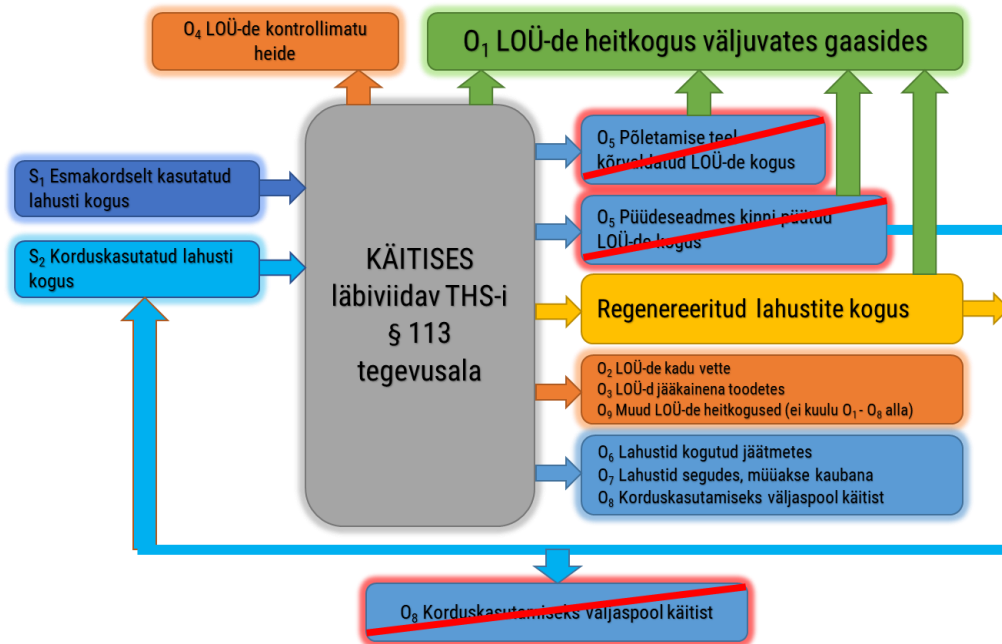 O₄ LOÜ-de kontrollimatu
heide
O₁ LOÜ-de heitkogus väljuvates gaasides
S₁ Esmakordselt kasutatud
lahusti kogus
S₂ Korduskasutatud lahusti
kogus
KÄITISES
läbiviidav THS-i
§ 113
tegevusala
O₅ Põletamise teel
kõrvaldatud LOÜ-de kogus
O₅ Püüdeseadmes kinni püütud
LOÜ-de kogus
Regenereeritud lahustite kogus
O₂ LOÜ-de kadu vette
O₃ LOÜ-d jääkainena toodetes
O₉ Muud LOÜ-de heitkogused (ei kuulu O₁- O₈ alla)
O₆ Lahustid kogutud jäätmetes
O₇ Lahustid segudes, müüakse kaubana
O₈ Korduskasutamiseks väljaspool käitist
O₈ Korduskasutamiseks väljaspool käitist